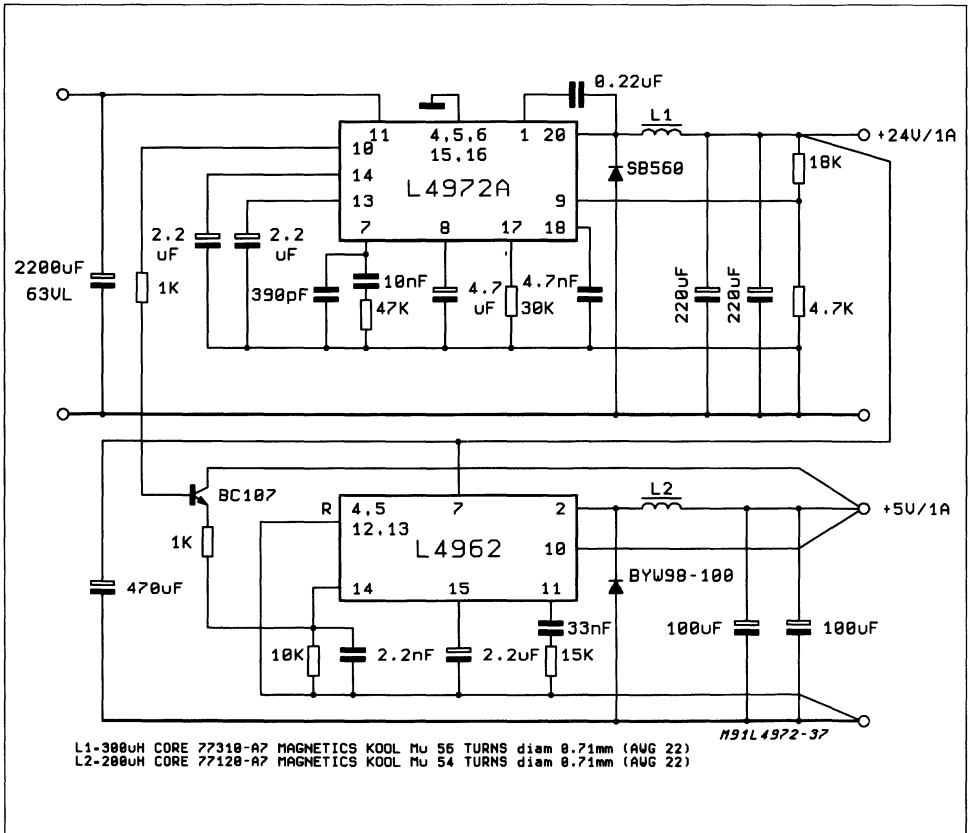 0.22uF
L1
11 4,5,6 1 20
+24V/1A
10 15,16
18K
14
L4972A
SB560
13
9
7 8 17 18
2.2 uF
2.2 uF
2200uF
63VL
1K
390pF
10nF
47K
4.7 uF
30K
4.7nF
220uF
220uF
4.7K
BC107
R 4,5 7 2
L2
12,13
+5V/1A
1K
L4962
10
470uF
14 15 11
BYW98-100
33nF
10K
2.2nF
2.2uF
15K
100uF
100uF
M91L4972-37
L1-300uH CORE 77310-A7 MAGNETICS KOOL Mu 56 TURNS diam 0.71mm (AWG 22)
L2-200uH CORE 77120-A7 MAGNETICS KOOL Mu 54 TURNS diam 0.71mm (AWG 22)